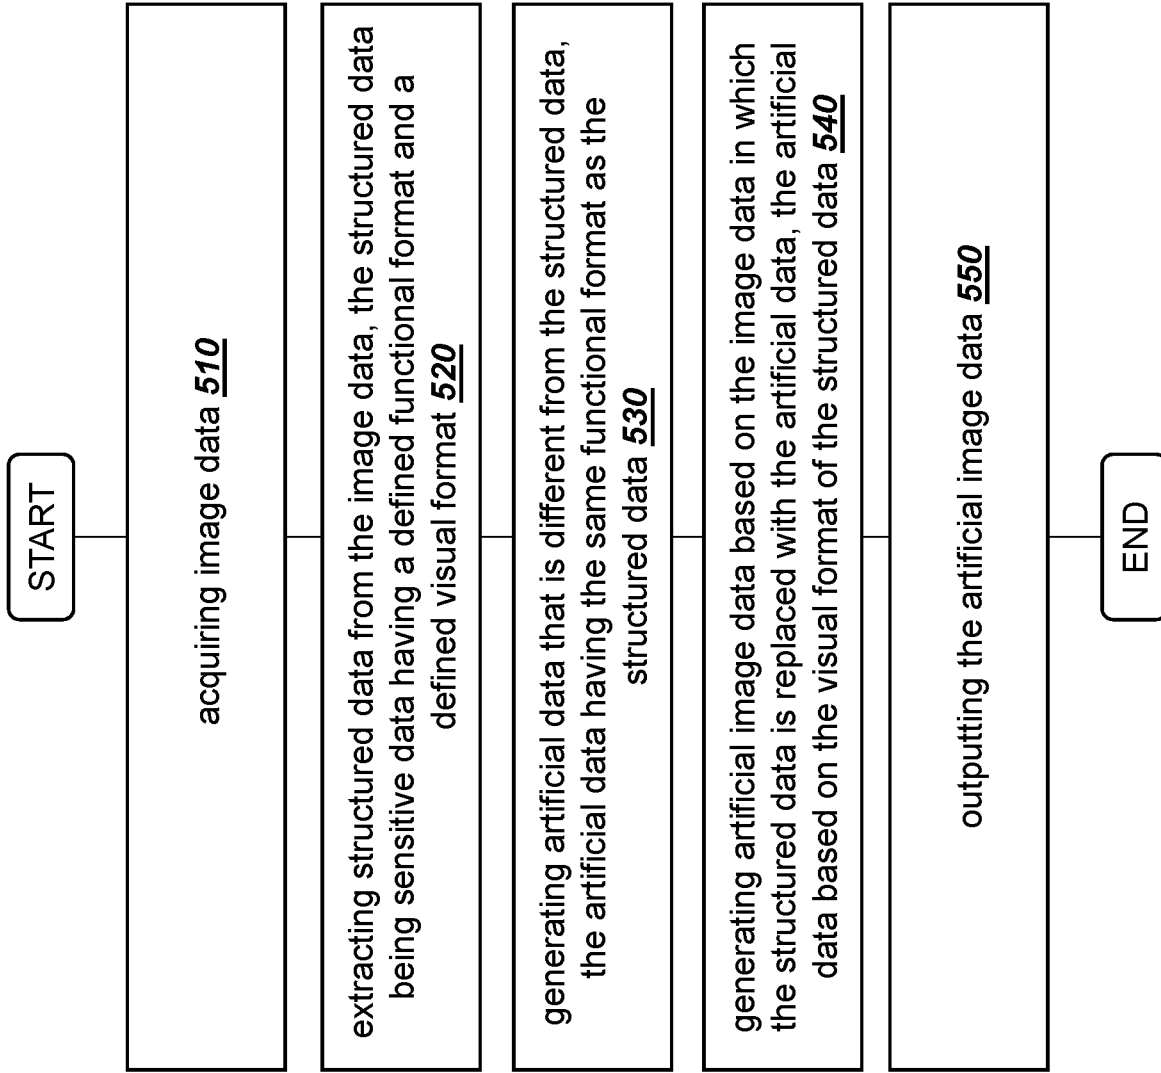 START
acquiring image data 510
extracting structured data from the image data, the structured data
being sensitive data having a defined functional format and a
defined visual format 520
generating artificial data that is different from the structured data,
the artificial data having the same functional format as the
structured data 530
generating artificial image data based on the image data in which
the structured data is replaced with the artificial data, the artificial
data based on the visual format of the structured data 540
outputting the artificial image data 550
END